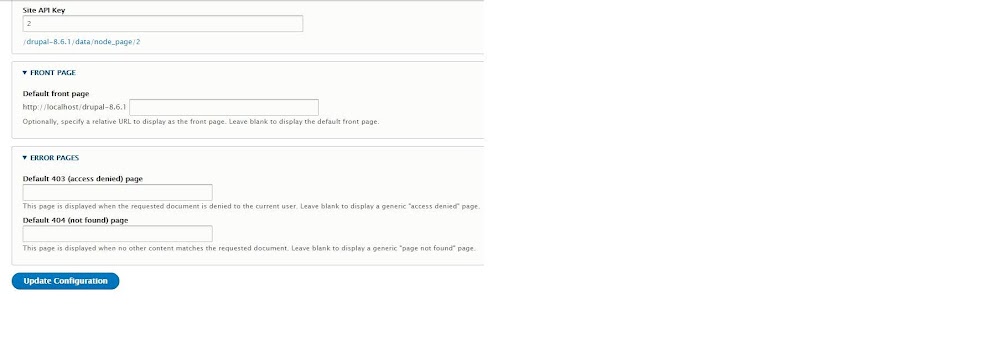 Site API Key
2
/drupal-8.6.1/data/node_page/2
▼ FRONT PAGE
Default front page
http://localhost/drupal-8.6.1
Optionally, specify a relative URL to display as the front page. Leave blank to display the default front page.
▼ ERROR PAGES
Default 403 (access denied) page
This page is displayed when the requested document is denied to the current user. Leave blank to display a generic "access denied" page.
Default 404 (not found) page
This page is displayed when no other content matches the requested document. Leave blank to display a generic "page not found" page.
Update Configuration